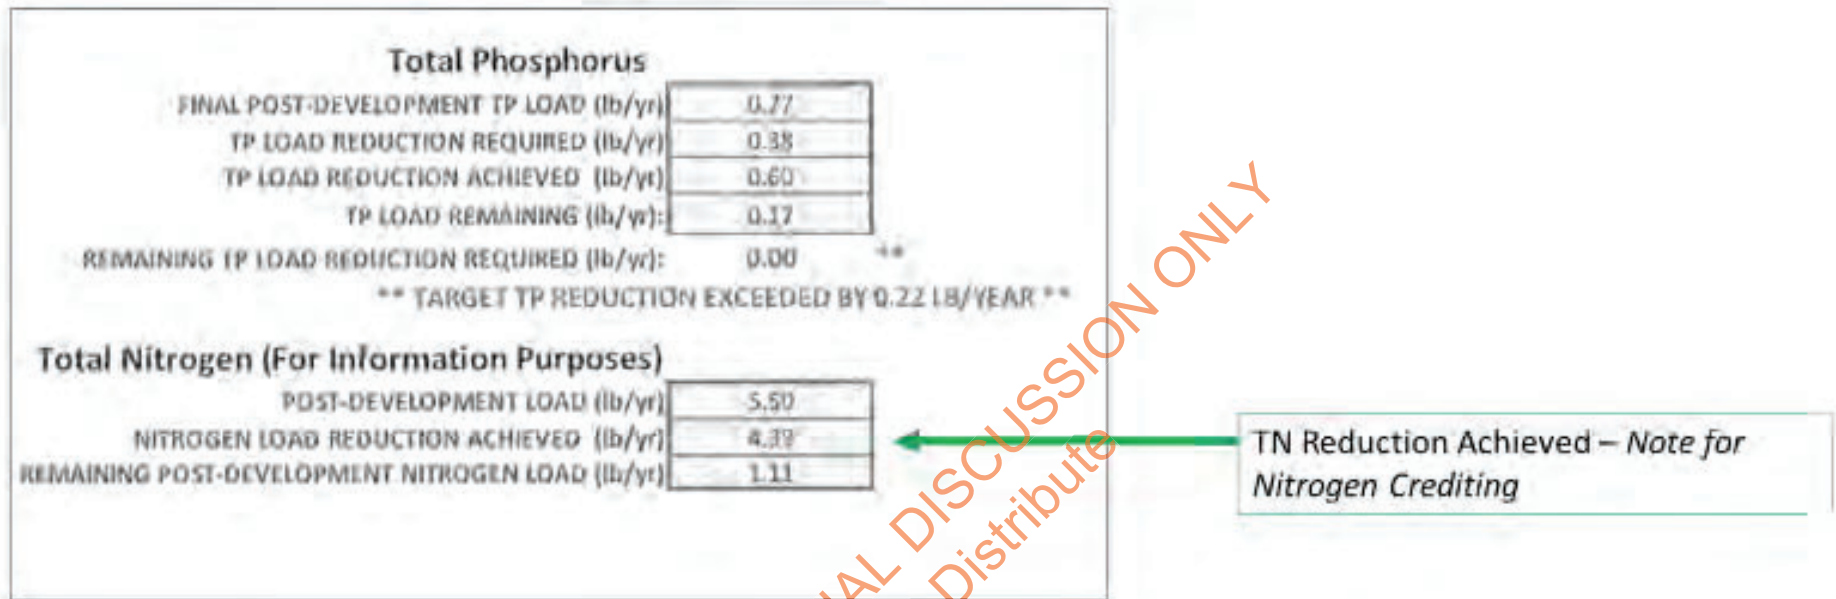 Total Phosphorus
FINAL POST-DEVELOPMENT TP LOAD (lb/yr) 0.77
TP LOAD REDUCTION REQUIRED (lb/yr) 0.38
TP LOAD REDUCTION ACHIEVED (lb/yr) 0.60
TP LOAD REMAINING (lb/yr): 0.17
REMAINING TP LOAD REDUCTION REQUIRED (lb/yr): 0.00 **
** TARGET TP REDUCTION EXCEEDED BY 0.22 LB/YEAR **
Total Nitrogen (For Information Purposes)
POST-DEVELOPMENT LOAD (lb/yr) 5.50
NITROGEN LOAD REDUCTION ACHIEVED (lb/yr) 4.39
REMAINING POST-DEVELOPMENT NITROGEN LOAD (lb/yr) 1.11
TN Reduction Achieved – Note for
Nitrogen Crediting
DISCUSSION ONLY
Distribute